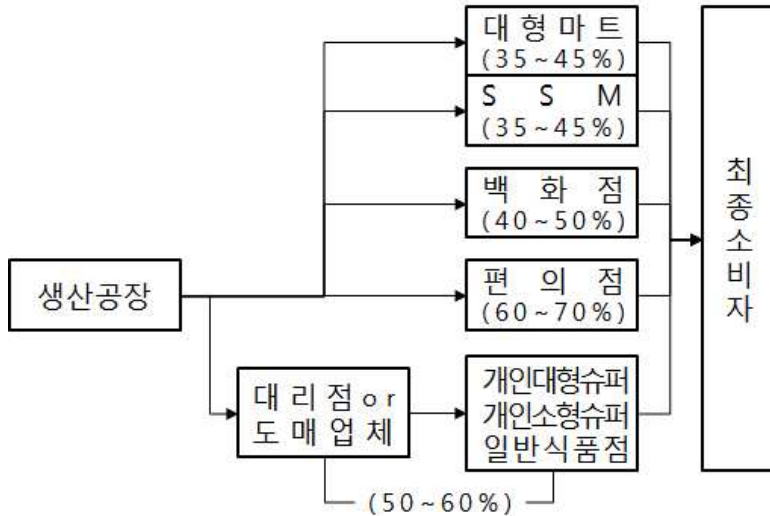 대형마트
(35~45%)
S S M
(35~45%)
백 화 점
(40~50%)
생산공장
편 의 점
(60~70%)
대리점or
도매업체
개인대형슈퍼
개인소형슈퍼
일반식품점
(50~60%)
최종소비자